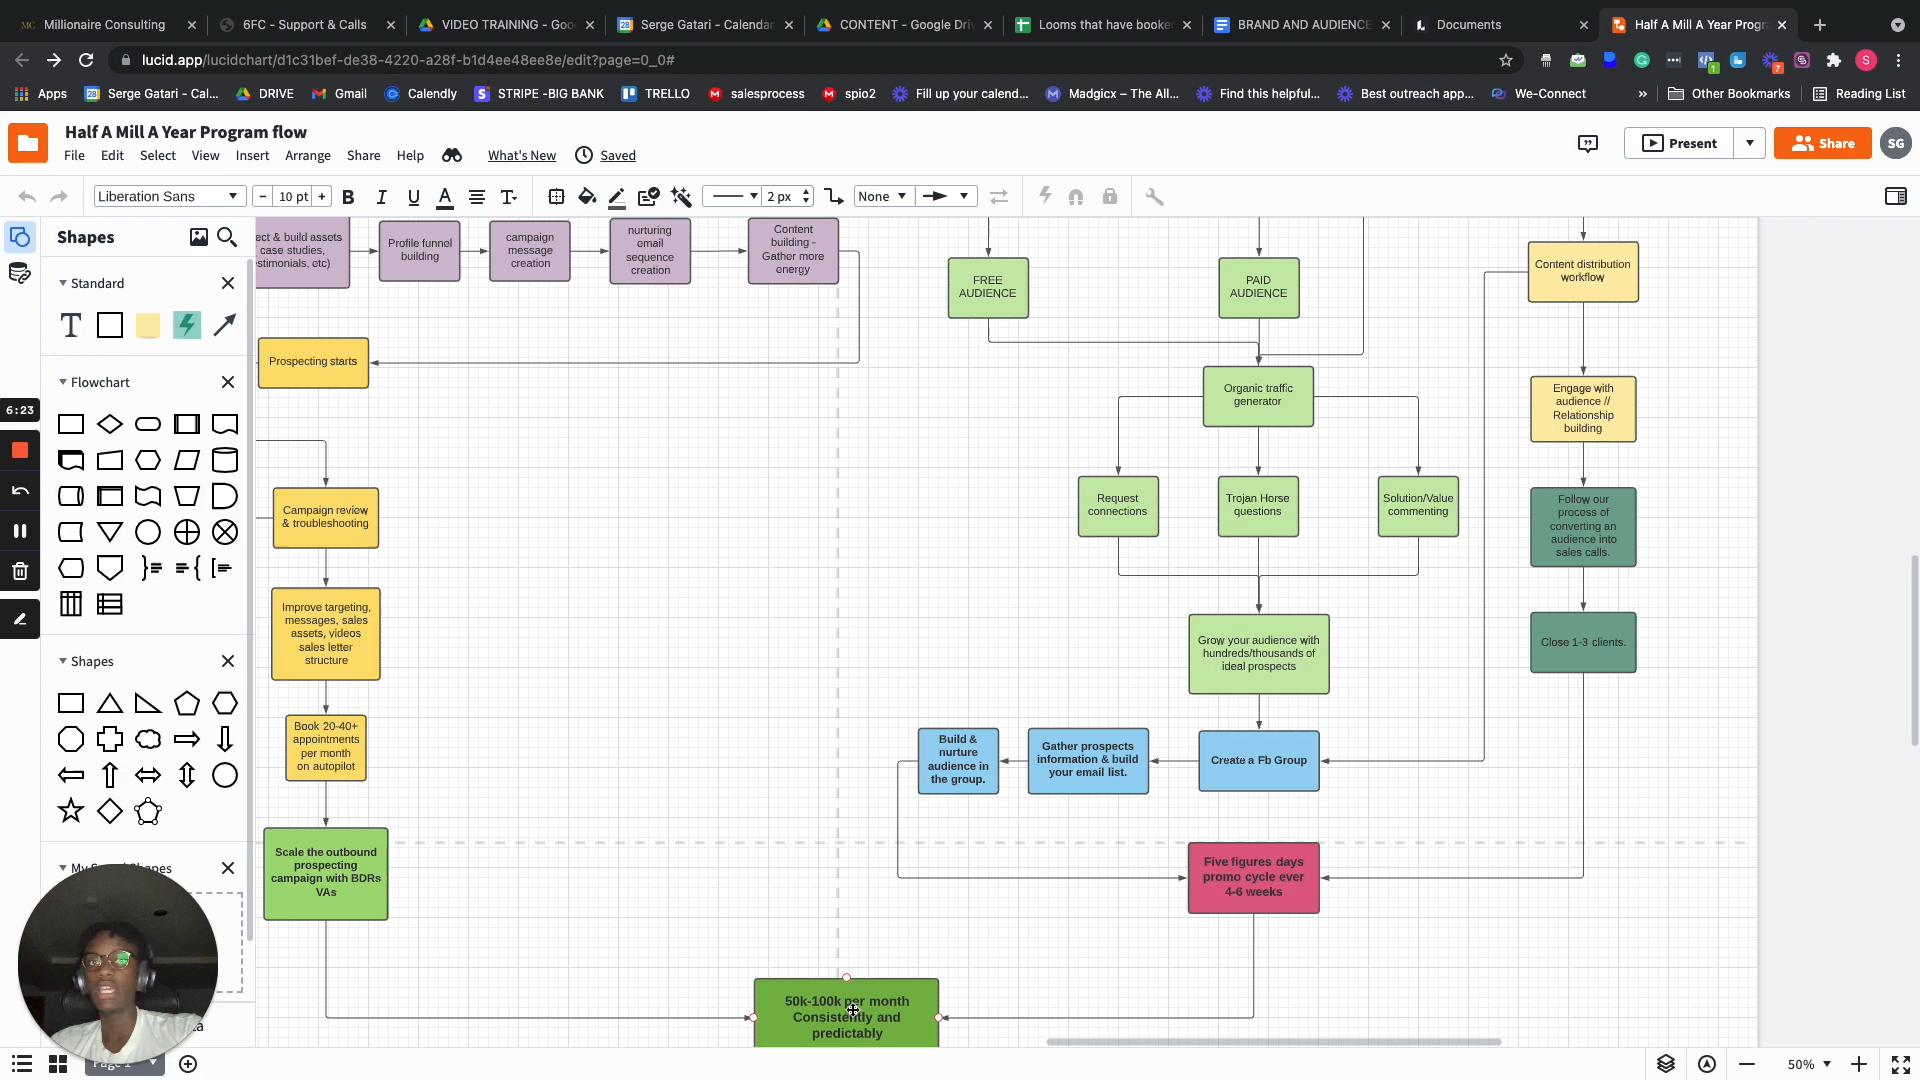 Millionaire Consulting
6FC - Support & Calls
VIDEO TRAINING - Goo
Serge Gatari - Calendar
CONTENT - Google Driv
Looms that have booke
BRAND AND AUDIENCE
Documents
Half A Mill A Year Progr
lucid.app/lucidchart/d1c31bef-de38-4220-a28f-b1d4ee48ee8e/edit?page=0_0#
1
7
S
Apps
Serge Gatari - Cal...
DRIVE
Gmail
Calendly
STRIPE -BIG BANK
TRELLO
salesprocess
spio2
Fill up your calend...
Madgicx – The All...
Find this helpful...
Best outreach app...
We-Connect
»
Other Bookmarks
Reading List
Half A Mill A Year Program flow
File Edit Select View Insert Arrange Share Help
What's New
Saved
Present
Share
SG
Liberation Sans
10 pt
B
I
U
A
T
2 px
None
Shapes
Standard
T
Flowchart
6:23
Shapes
ect & build assets
case studies,
estimonials, etc)
Profile funnel
building
campaign
message
creation
nurturing
email
sequence
creation
Content
building -
Gather more
energy
Prospecting starts
Campaign review
& troubleshooting
Improve targeting,
messages, sales
assets, videos
sales letter
structure
Book 20-40+
appointments
per month
on autopilot
Scale the outbound
prospecting
campaign with BDRs
VAs
FREE
AUDIENCE
PAID
AUDIENCE
Organic traffic
generator
Request
connections
Trojan Horse
questions
Solution/Value
commenting
Grow your audience with
hundreds/thousands of
ideal prospects
Build &
nurture
audience in
the group.
Gather prospects
information & build
your email list.
Create a Fb Group
Content distribution
workflow
Engage with
audience //
Relationship
building
Follow our
process of
converting an
audience into
sales calls.
Close 1-3 clients.
Five figures days
promo cycle ever
4-6 weeks
50k-100k per month
Consistently and
predictably
50%